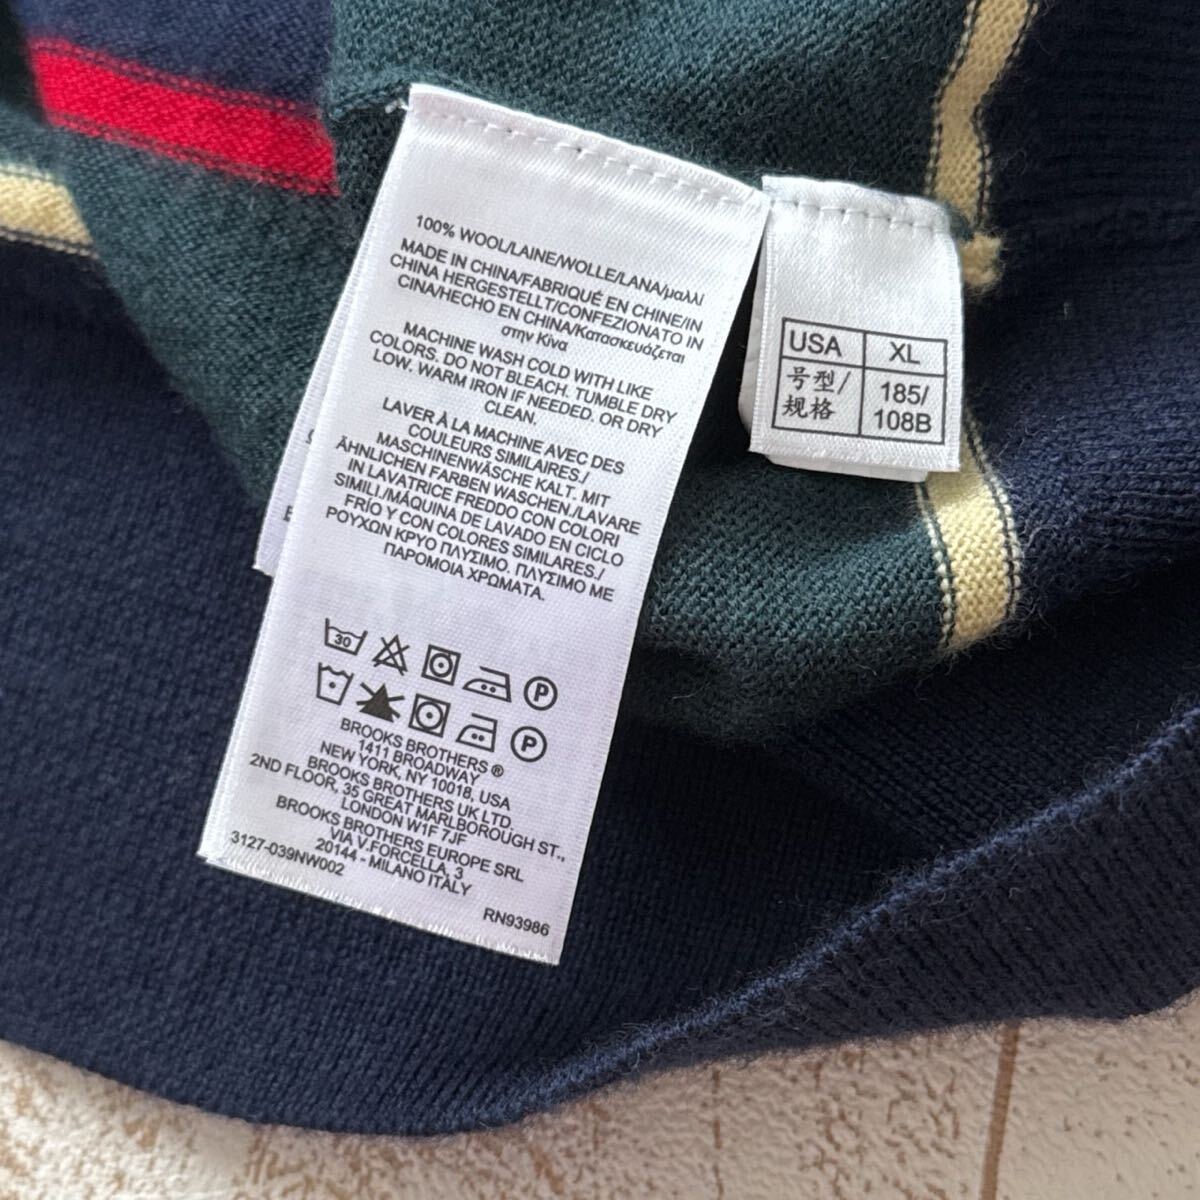 100% WOOL/LAINE/WOLLE/LANA/μαλλί
MADE IN CHINA/FABRIQUÉ EN CHINE/IN
CHINA HERGESTELLT/CONFEZIONATO IN
CINA/HECHO EN CHINA/Κατασκευάζεται
στην Κίνα
MACHINE WASH COLD WITH LIKE
COLORS. DO NOT BLEACH. TUMBLE DRY
LOW. WARM IRON IF NEEDED. OR DRY
CLEAN.
LAVER À LA MACHINE AVEC DES
COULEURS SIMILAIRES./
MASCHINENWÄSCHE KALT. MIT
ÄHNLICHEN FARBEN WASCHEN./LAVARE
IN LAVATRICE FREDDO CON COLORI
SIMILI./MÁQUINA DE LAVADO EN CICLO
FRÍO Y CON COLORES SIMILARES./
ΡΟΥΧΩΝ ΚΡΥΟ ΠΛΥΣΙΜΟ. ΠΛΥΣΙΜΟ ΜΕ
ΠΑΡΟΜΟΙΑ ΧΡΩΜΑΤΑ.
30 P
P
BROOKS BROTHERS ®
1411 BROADWAY
NEW YORK, NY 10018, USA
BROOKS BROTHERS UK LTD.
2ND FLOOR, 35 GREAT MARLBOROUGH ST.,
LONDON W1F 7JF
BROOKS BROTHERS EUROPE SRL
VIA V.FORCELLA, 3
20144 - MILANO ITALY
3127-039NW002
RN93986
USA XL
号型/ 185/
规格 108B